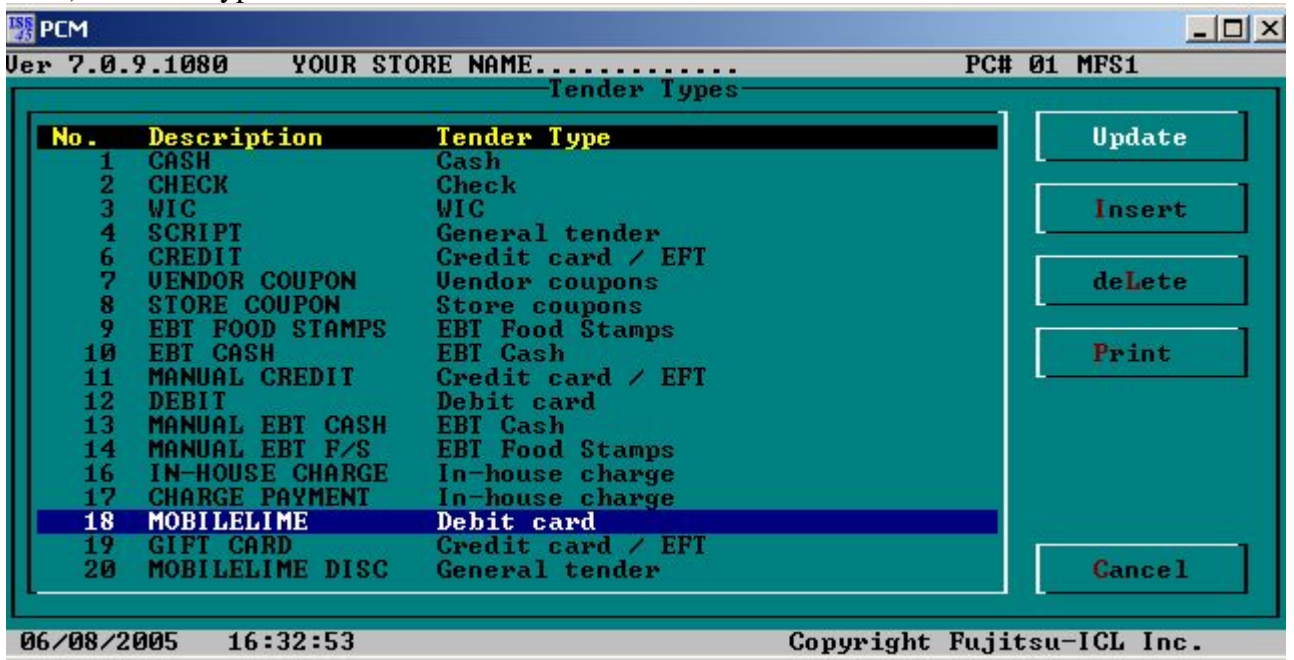 ISS 45 PCM
Ver 7.0.9.1080 YOUR STORE NAME............. PC# 01 MFS1
Tender Types
No. Description Tender Type
1 CASH Cash
2 CHECK Check
3 WIC WIC
4 SCRIPT General tender
6 CREDIT Credit card / EFT
7 VENDOR COUPON Vendor coupons
8 STORE COUPON Store coupons
9 EBT FOOD STAMPS EBT Food Stamps
10 EBT CASH EBT Cash
11 MANUAL CREDIT Credit card / EFT
12 DEBIT Debit card
13 MANUAL EBT CASH EBT Cash
14 MANUAL EBT F/S EBT Food Stamps
16 IN-HOUSE CHARGE In-house charge
17 CHARGE PAYMENT In-house charge
18 MOBILELIME Debit card
19 GIFT CARD Credit card / EFT
20 MOBILELIME DISC General tender
Update
Insert
deLete
Print
Cancel
06/08/2005 16:32:53 Copyright Fujitsu-ICL Inc.